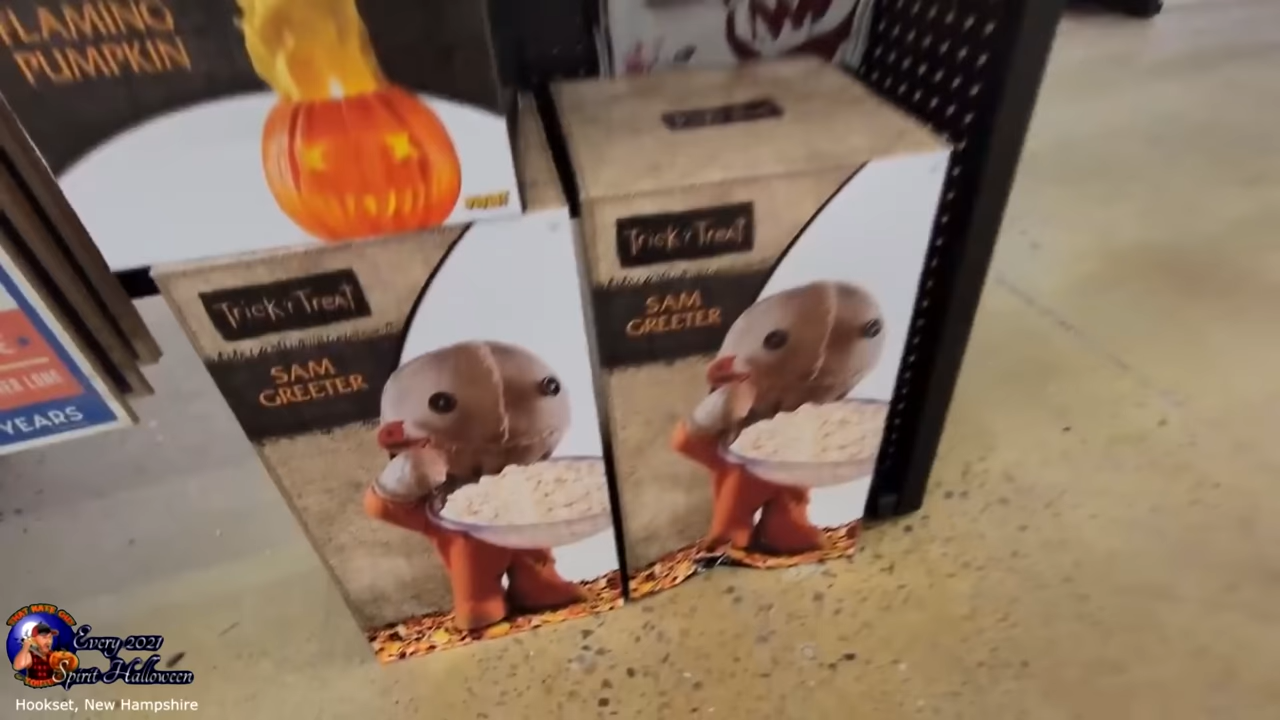 FLAMING
PUMPKIN
Trick r Treat
SAM
GREETER
Trick r Treat
SAM
GREETER
YEARS
Every 2021
Spirit Halloween
Hookset, New Hampshire